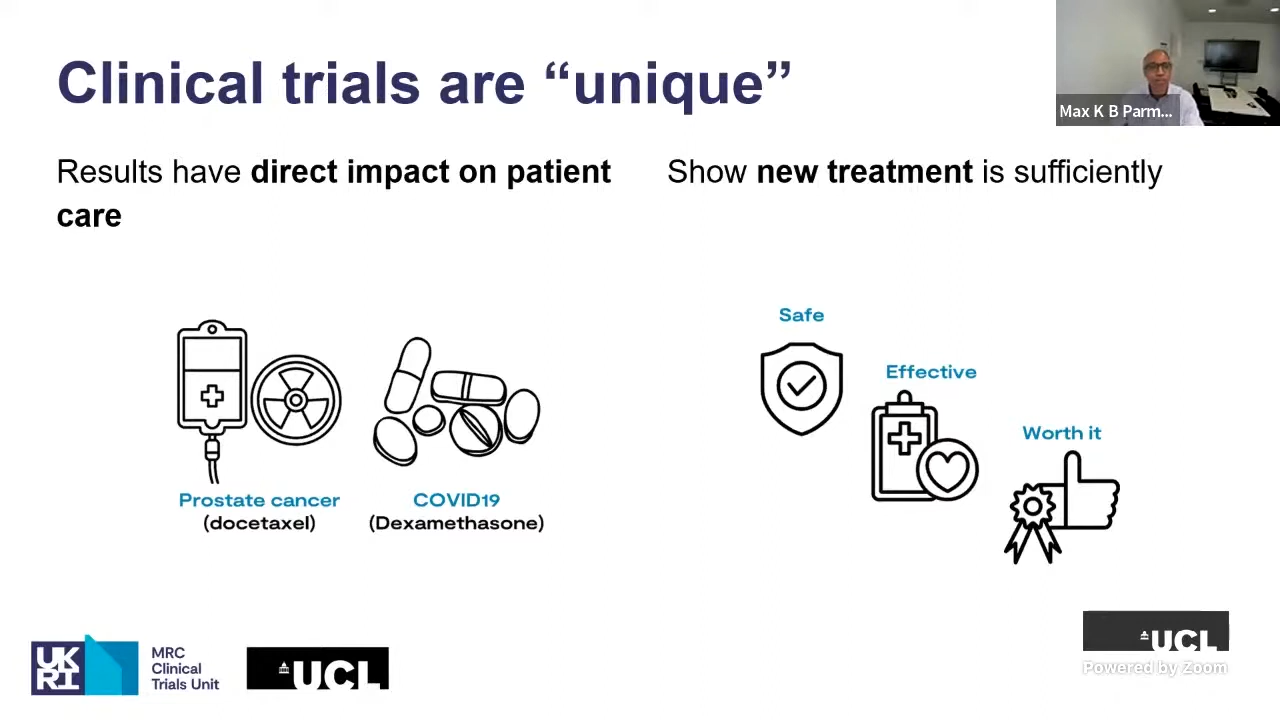 Clinical trials are “unique”
Max K B Parm...
Results have direct impact on patient
care
Show new treatment is sufficiently
Safe
Effective
Worth it
Prostate cancer
(docetaxel)
COVID19
(Dexamethasone)
UK
RI
MRC
Clinical
Trials Unit
UCL
UCL
Powered by Zoom